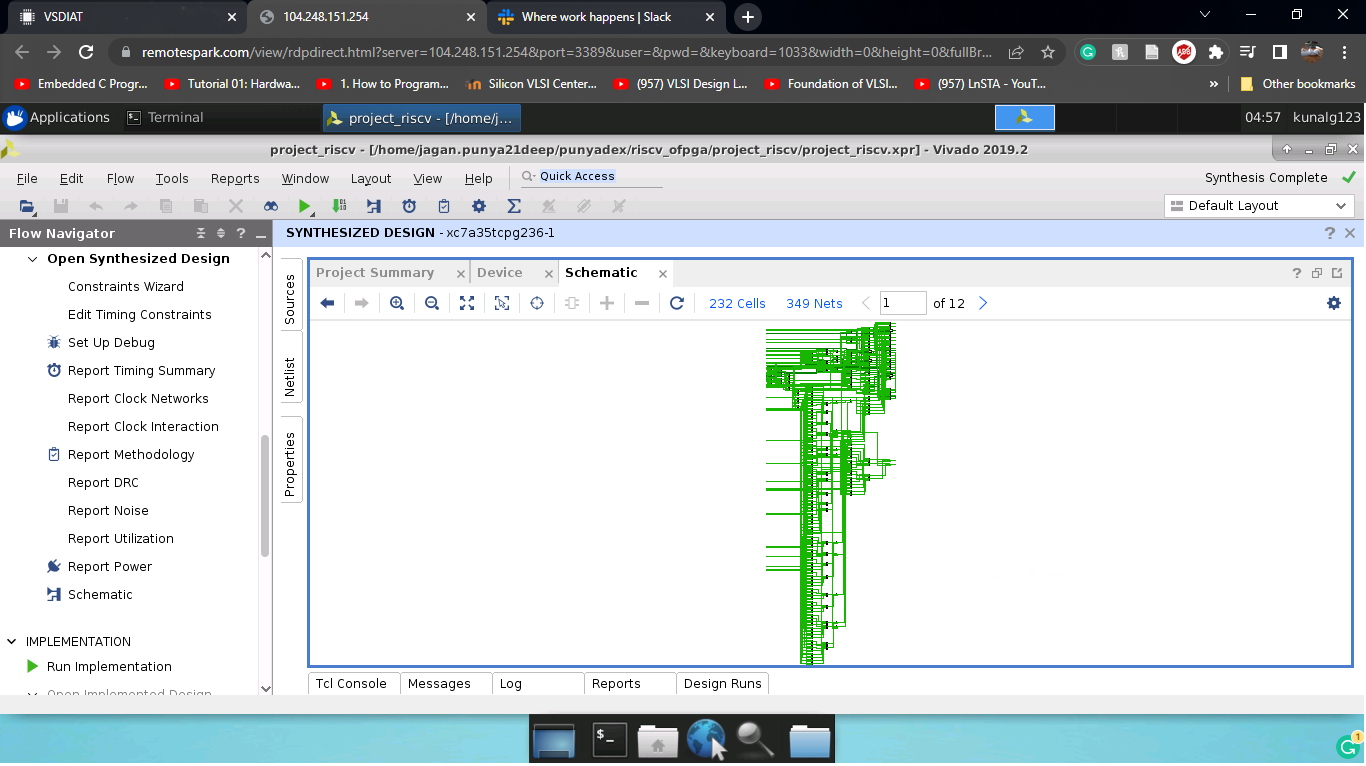 VSDIAT
104.248.151.254
Where work happens | Slack
remotespark.com/view/rdpdirect.html?server=104.248.151.254&port=3389&user=&pwd=&keyboard=1033&width=0&height=0&fullBr...
Embedded C Progr...
Tutorial 01: Hardwa...
1. How to Program...
Silicon VLSI Center...
(957) VLSI Design L...
Foundation of VLSI...
(957) LnSTA - YouT...
»
Other bookmarks
Applications
Terminal
project_riscv - [/home/j...
04:57
kunalg123
project_riscv - [/home/jagan.punya21deep/punyadex/riscv_ofpga/project_riscv/project_riscv.xpr] - Vivado 2019.2
File Edit Flow Tools Reports Window Layout View Help
Quick Access
Synthesis Complete
Default Layout
Flow Navigator
SYNTHESIZED DESIGN - xc7a35tcpg236-1
Open Synthesized Design
Constraints Wizard
Edit Timing Constraints
Set Up Debug
Report Timing Summary
Report Clock Networks
Report Clock Interaction
Report Methodology
Report DRC
Report Noise
Report Utilization
Report Power
Schematic
IMPLEMENTATION
Run Implementation
Open Implemented Design
Sources
Netlist
Properties
Project Summary
Device
Schematic
232 Cells
349 Nets
1
of 12
Tcl Console
Messages
Log
Reports
Design Runs
1